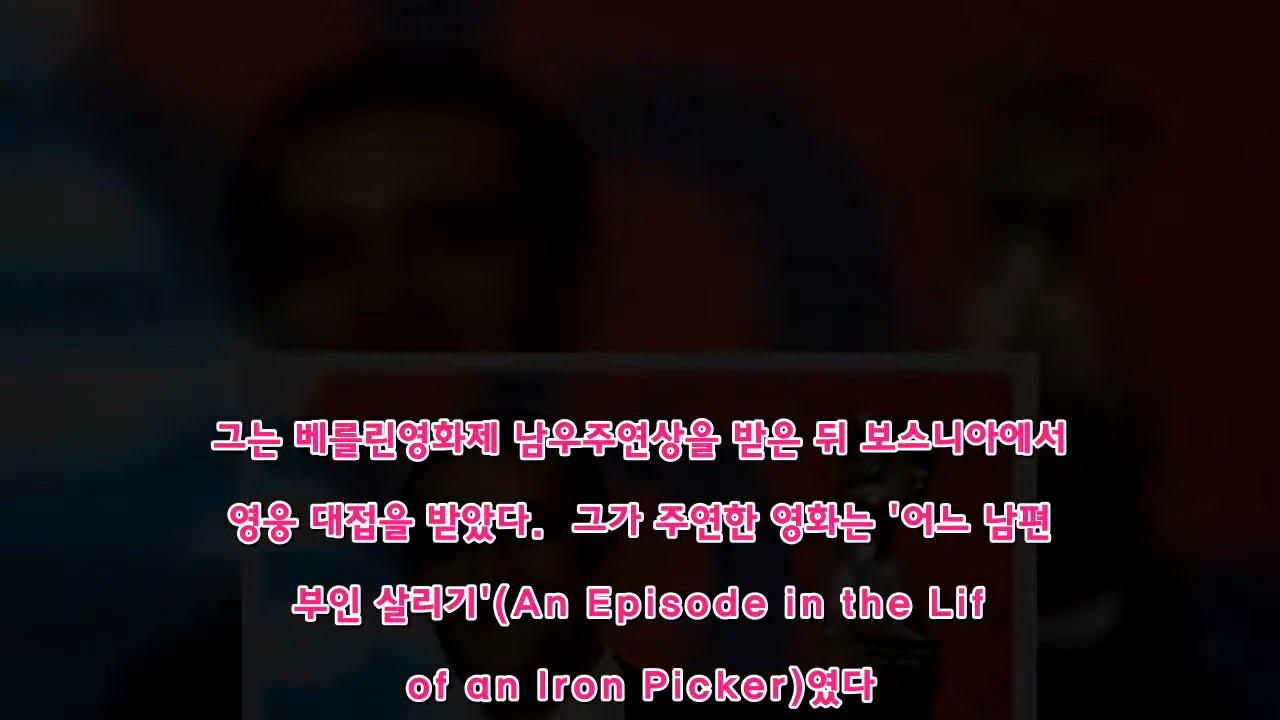 그는 베를린영화제 남우주연상을 받은 뒤 보스니아에서
영웅 대접을 받았다. 그가 주연한 영화는 '어느 남편
부인 살리기'(An Episode in the Lif
of an Iron Picker)였다